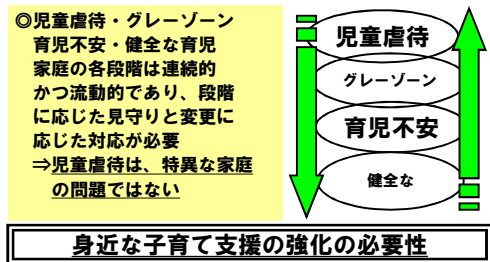 ◎児童虐待・グレーゾーン
育児不安・健全な育児
家庭の各段階は連続的
かつ流動的であり、段階
に応じた見守りと変更に
応じた対応が必要
⇒児童虐待は、特異な家庭
の問題ではない
児童虐待
グレーゾーン
育児不安
健全な
身近な子育て支援の強化の必要性